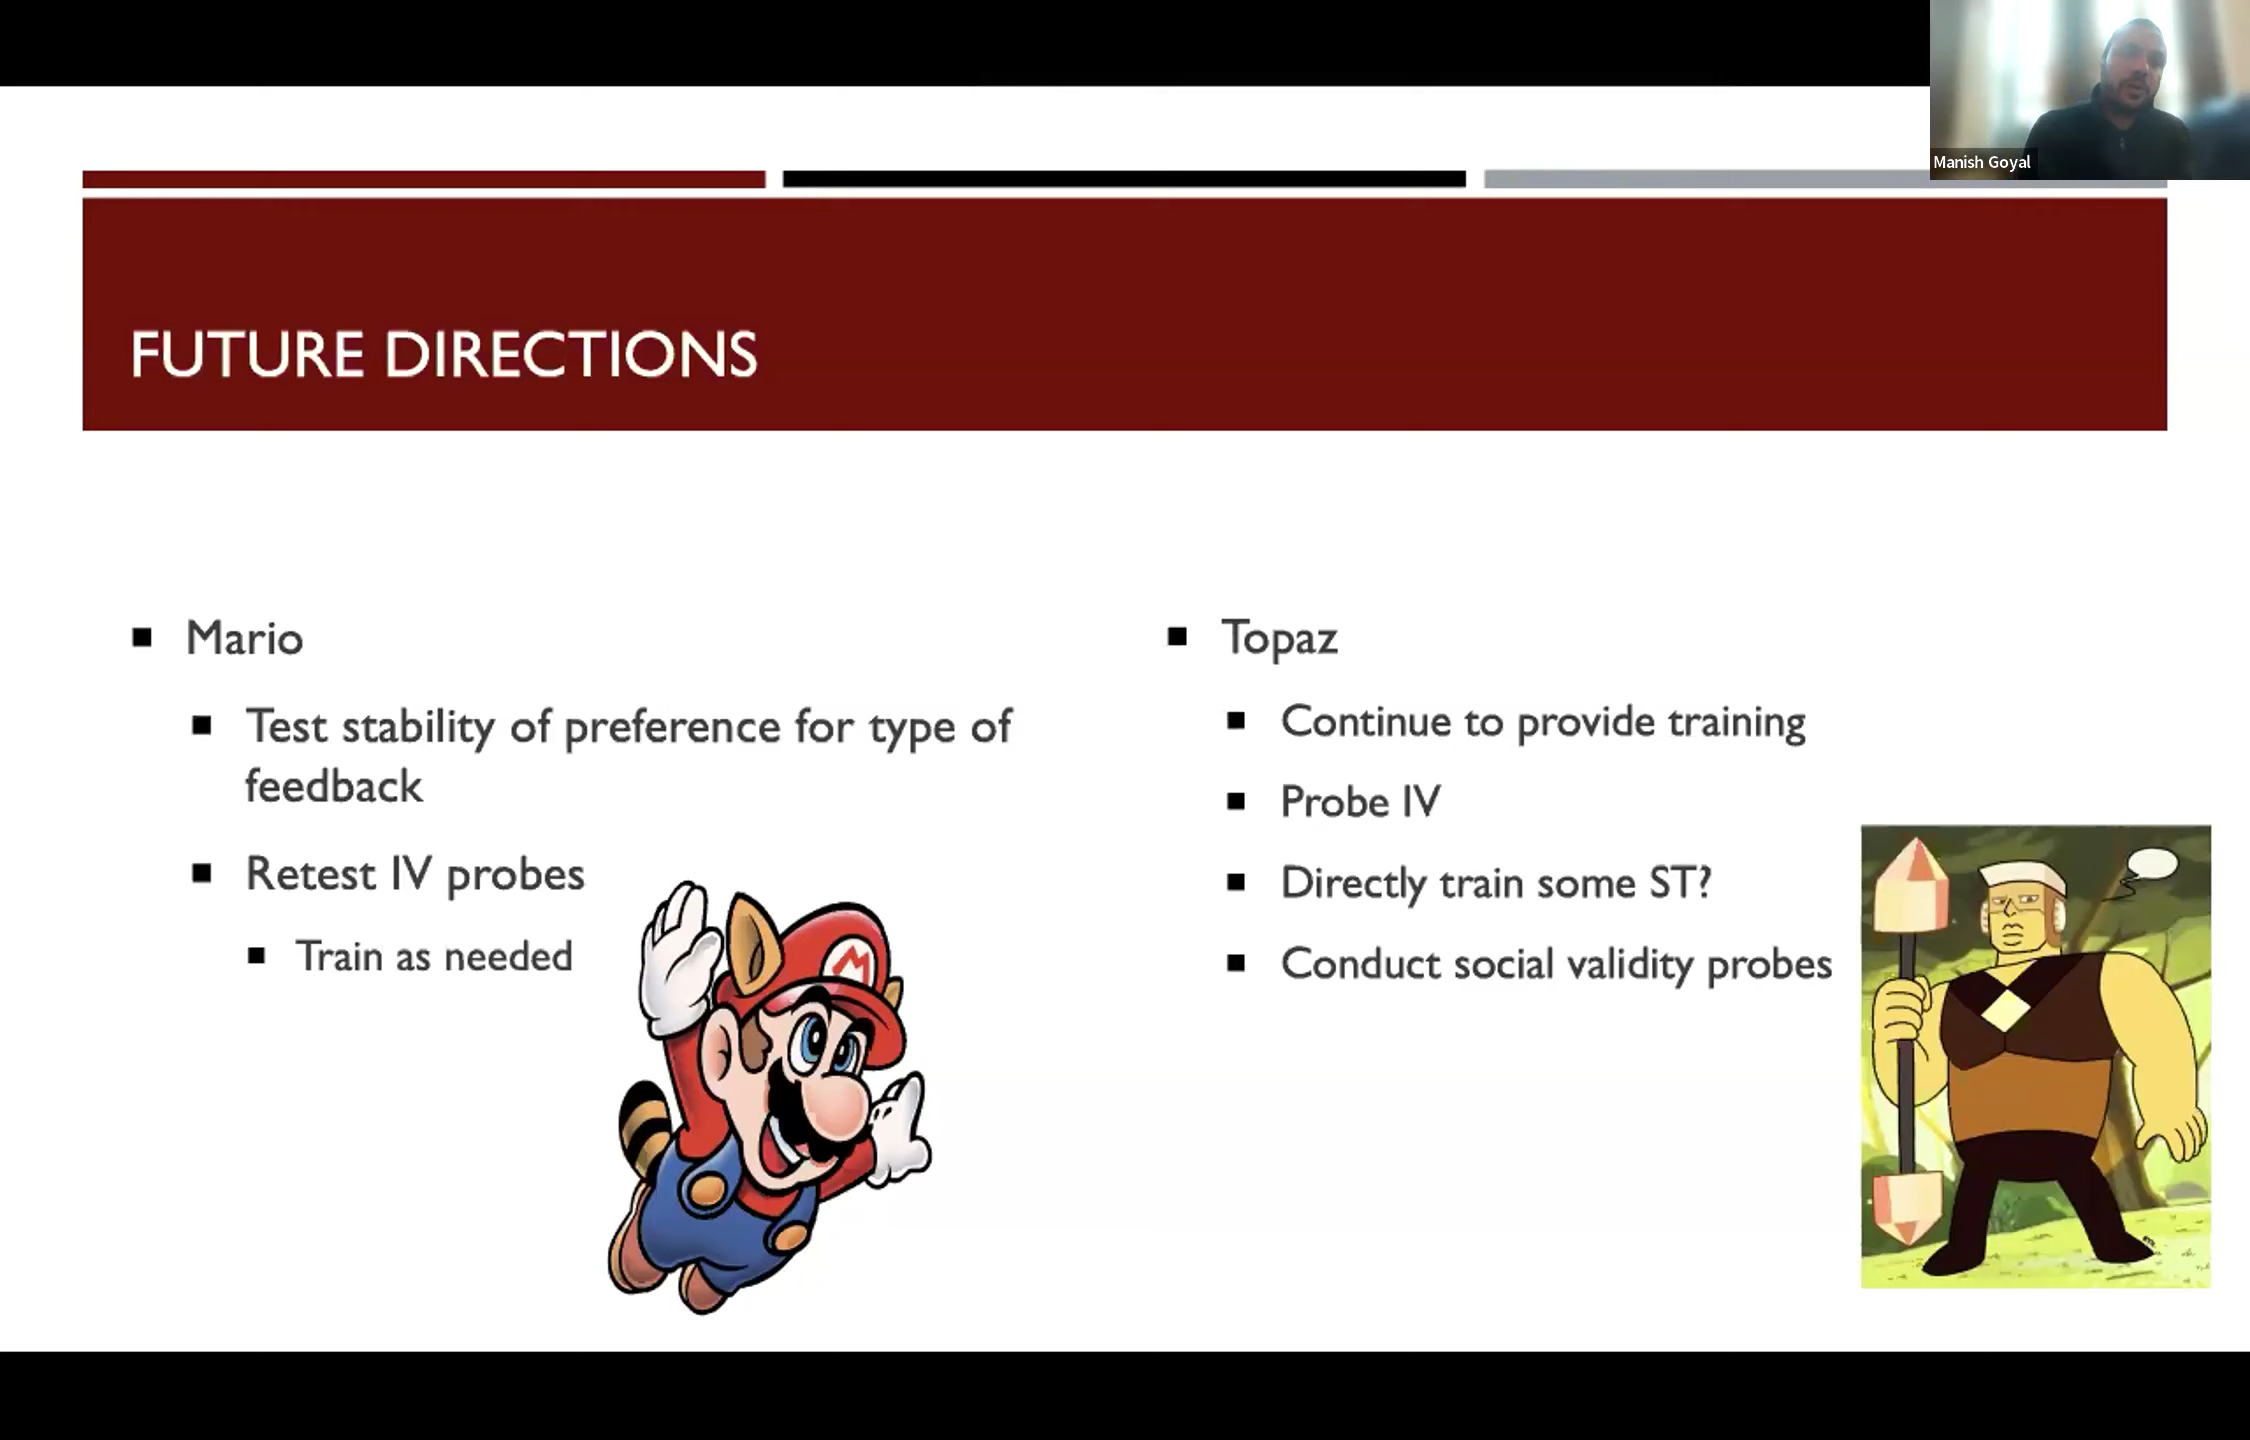 Manish Goyal
FUTURE DIRECTIONS
Mario
Test stability of preference for type of
feedback
Retest IV probes
Train as needed
M
Topaz
Continue to provide training
Probe IV
Directly train some ST?
Conduct social validity probes